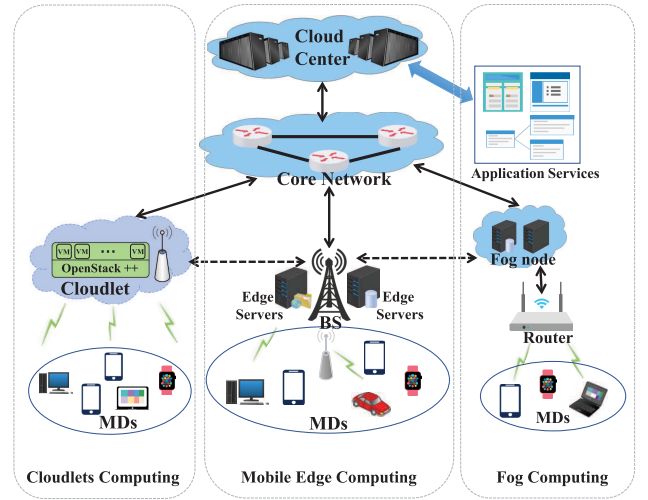 Cloud
Center
Core Network
Application Services
VM VM ••• VM
OpenStack ++
Cloudlet
Edge
Servers
BS
Edge
Servers
Fog node
Router
MDs
MDs
MDs
Cloudlets Computing
Mobile Edge Computing
Fog Computing